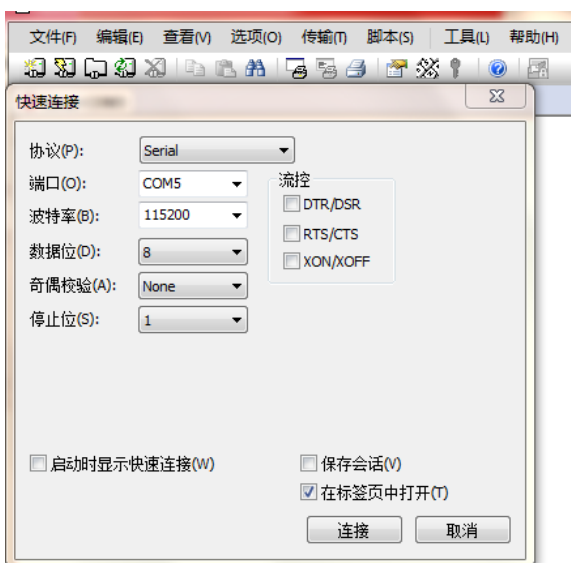 文件(F) 编辑(E) 查看(V) 选项(O) 传输(T) 脚本(S) 工具(L) 帮助(H)
快速连接
协议(P): Serial
端口(O): COM5 流控
DTR/DSR
波特率(B): 115200
RTS/CTS
数据位(D): 8
XON/XOFF
奇偶校验(A): None
停止位(S): 1
启动时显示快速连接(W) 保存会话(V)
在标签页中打开(T)
连接 取消